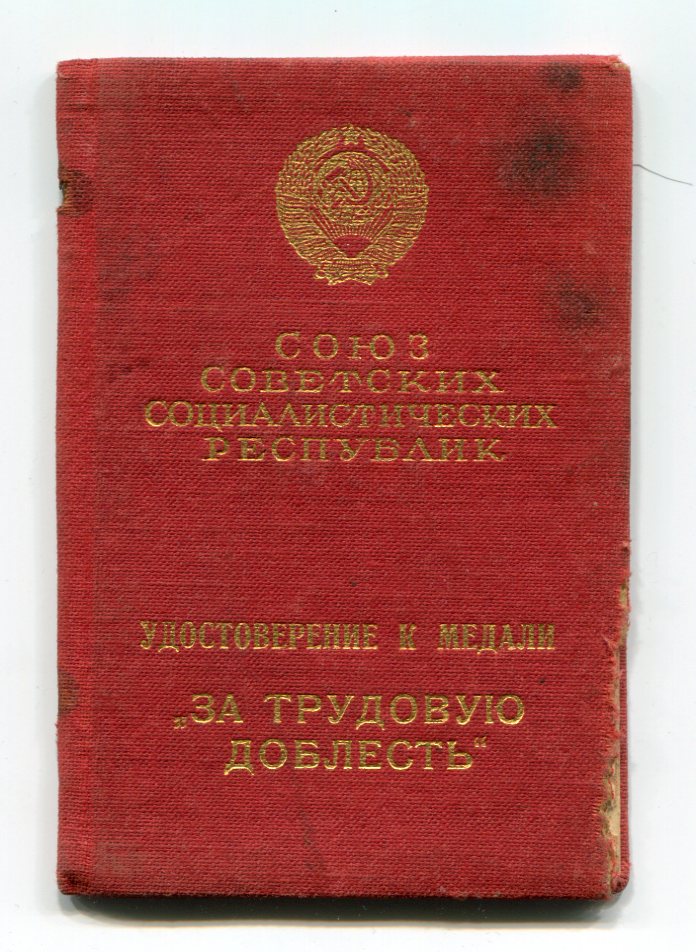 СОЮЗ
СОВЕТСКИХ
СОЦИАЛИСТИЧЕСКИХ
РЕСПУБЛИК
УДОСТОВЕРЕНИЕ К МЕДАЛИ
„ЗА ТРУДОВУЮ
ДОБЛЕСТЬ“